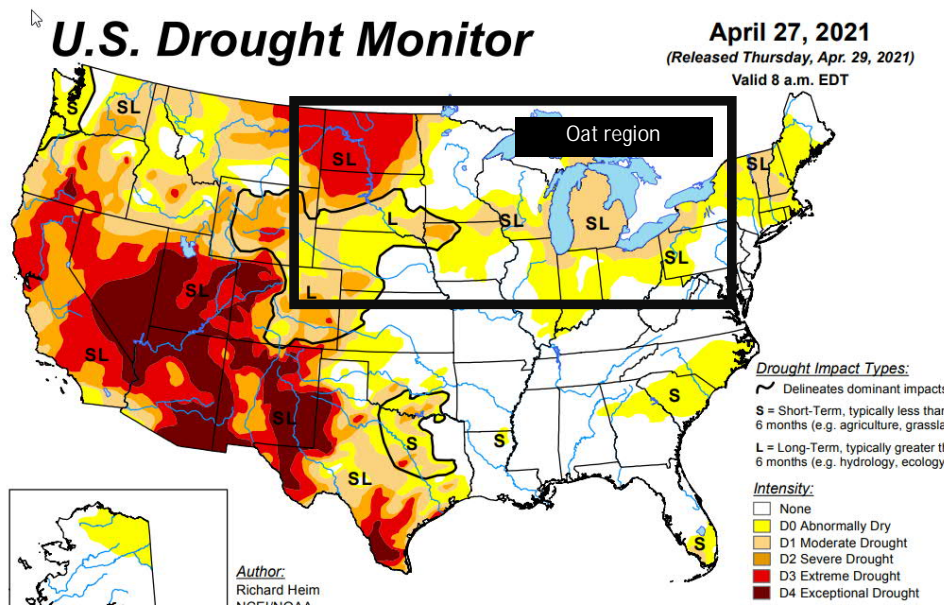 U.S. Drought Monitor
April 27, 2021
(Released Thursday, Apr. 29, 2021)
Valid 8 a.m. EDT
Oat region
S
SL
SL
SL
L
SL
SL
SL
SL
L
SL
SL
S
S
S
SL
S
Drought Impact Types:
Delineates dominant impacts
S = Short-Term, typically less than
6 months (e.g. agriculture,
L = Long-Term, typically greater
6 months (e.g. hydrology, ecology
Intensity:
None
D0 Abnormally Dry
D1 Moderate Drought
D2 Severe Drought
D3 Extreme Drought
D4 Exceptional Drought
Author:
Richard Heim